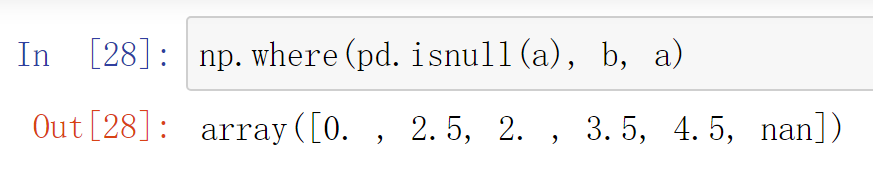 In [28]: np.where(pd.isnull(a), b, a)
Out[28]: array([0. , 2.5, 2. , 3.5, 4.5, nan])